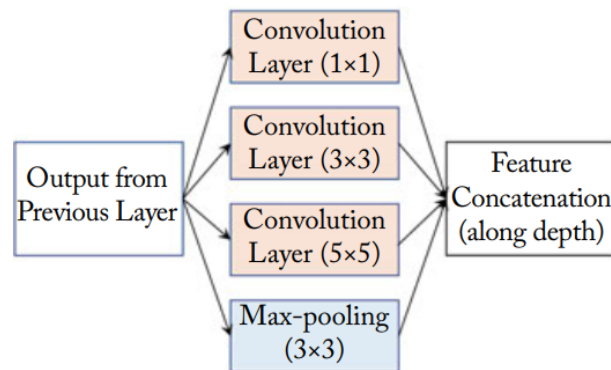 Output from
Previous Layer
Convolution
Layer (1×1)
Convolution
Layer (3×3)
Convolution
Layer (5×5)
Max-pooling
(3×3)
Feature
Concatenation
(along depth)